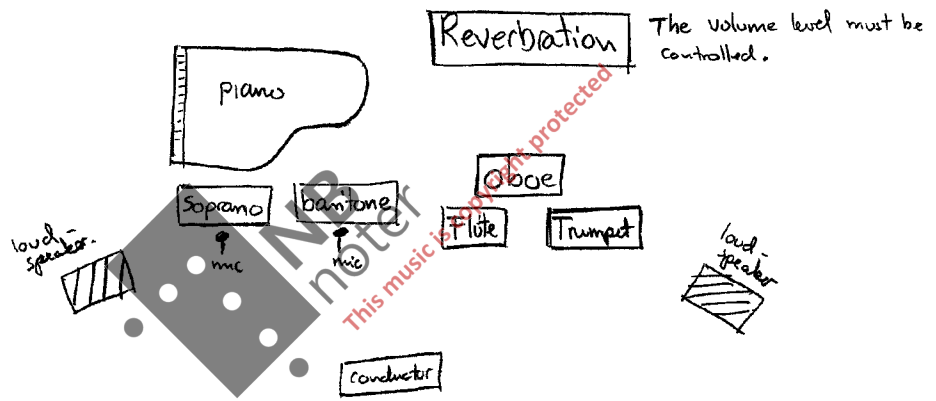 Reverbration
The volume level must be
controlled.
piano
Oboe
Soprano
baritone
Flute
Trumpet
loud-
speaker.
mic
mic
loud-
speaker
conductor
NB
noter
This music is copyright protected